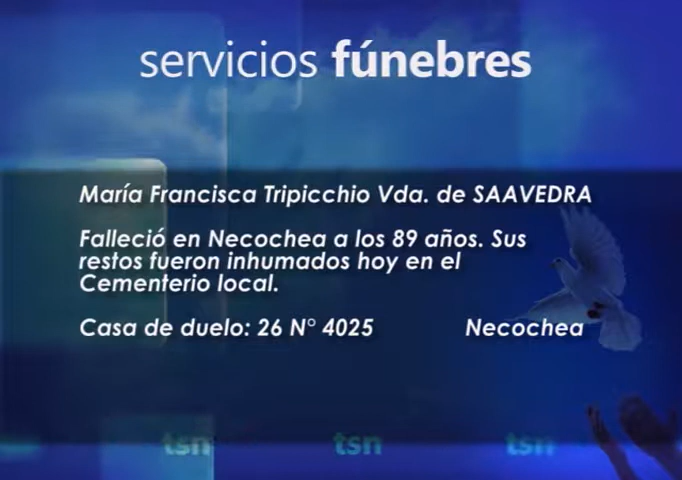 servicios fúnebres
María Francisca Tripicchio Vda. de SAAVEDRA
Falleció en Necochea a los 89 años. Sus
restos fueron inhumados hoy en el
Cementerio local.
Casa de duelo: 26 N° 4025 Necochea
tsn tsn tsn